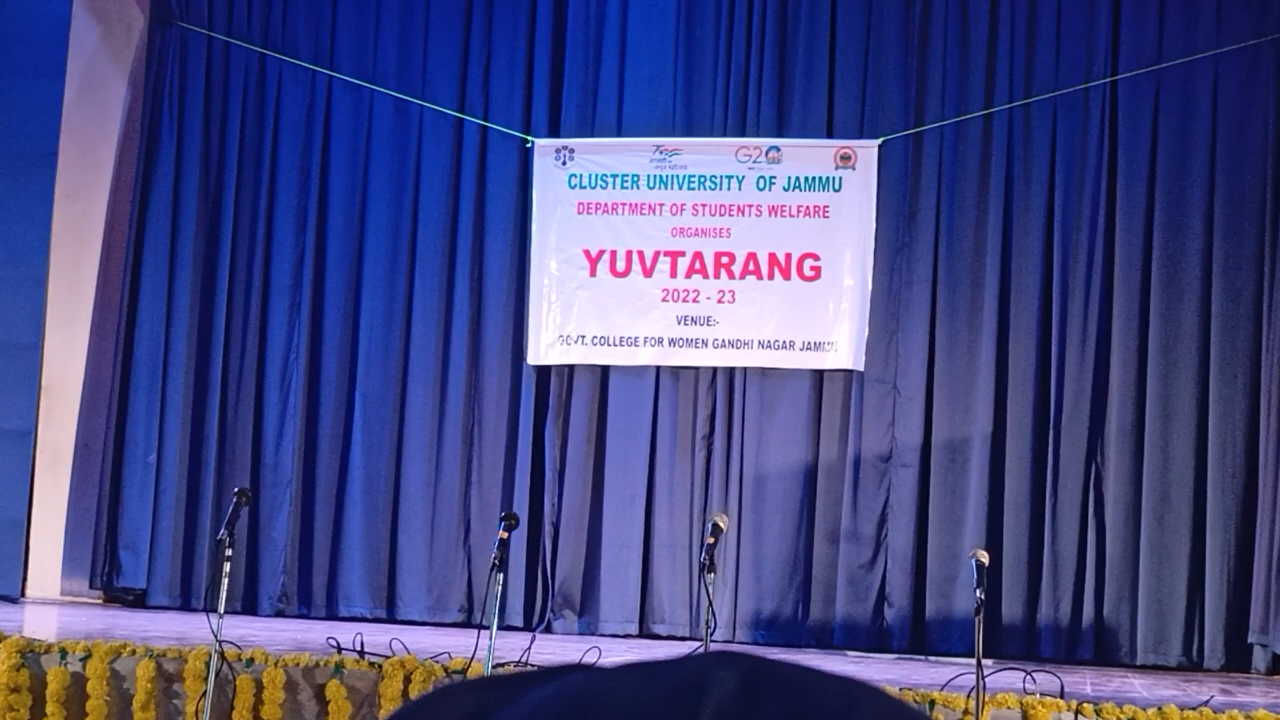 G20
CLUSTER UNIVERSITY OF JAMMU
DEPARTMENT OF STUDENTS WELFARE
ORGANISES
YUVTARANG
2022 - 23
VENUE:-
GOVT. COLLEGE FOR WOMEN GANDHI NAGAR JAMMU